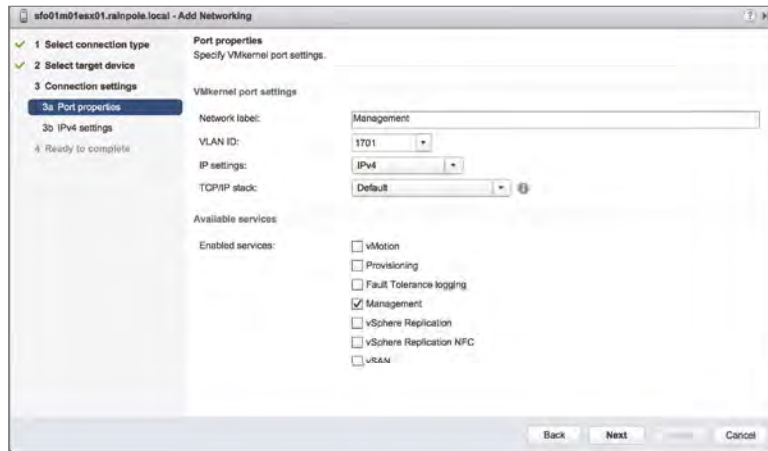 sfo01m01esx01.rainpole.local - Add Networking
1 Select connection type
2 Select target device
3 Connection settings
3a Port properties
3b IPv4 settings
4 Ready to complete
Port properties
Specify VMkernel port settings.
VMkernel port settings
Network label: Management
VLAN ID: 1701
IP settings: IPv4
TCP/IP stack: Default
Available services
Enabled services:
vMotion
Provisioning
Fault Tolerance logging
Management
vSphere Replication
vSphere Replication NFC
vSAN
Back Next Cancel